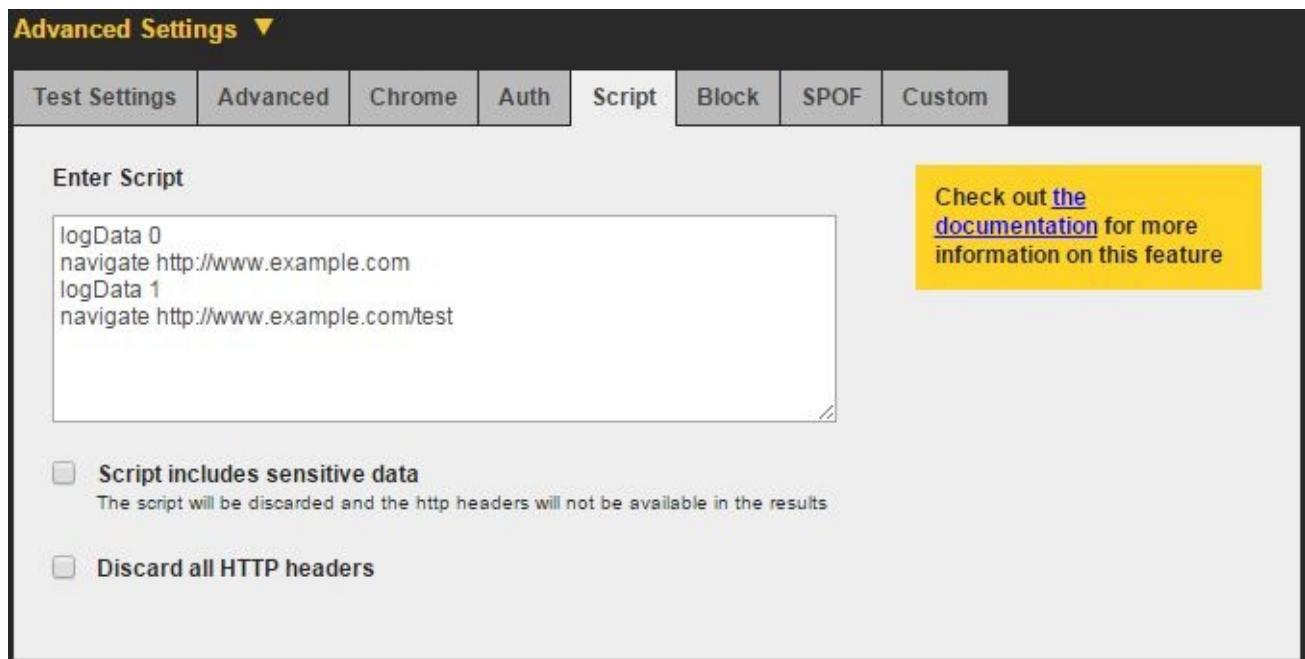 Advanced Settings ▼
Test Settings Advanced Chrome Auth Script Block SPOF Custom
Enter Script
logData 0
navigate http://www.example.com
logData 1
navigate http://www.example.com/test
Check out the
documentation for more
information on this feature
Script includes sensitive data
The script will be discarded and the http headers will not be available in the results
Discard all HTTP headers